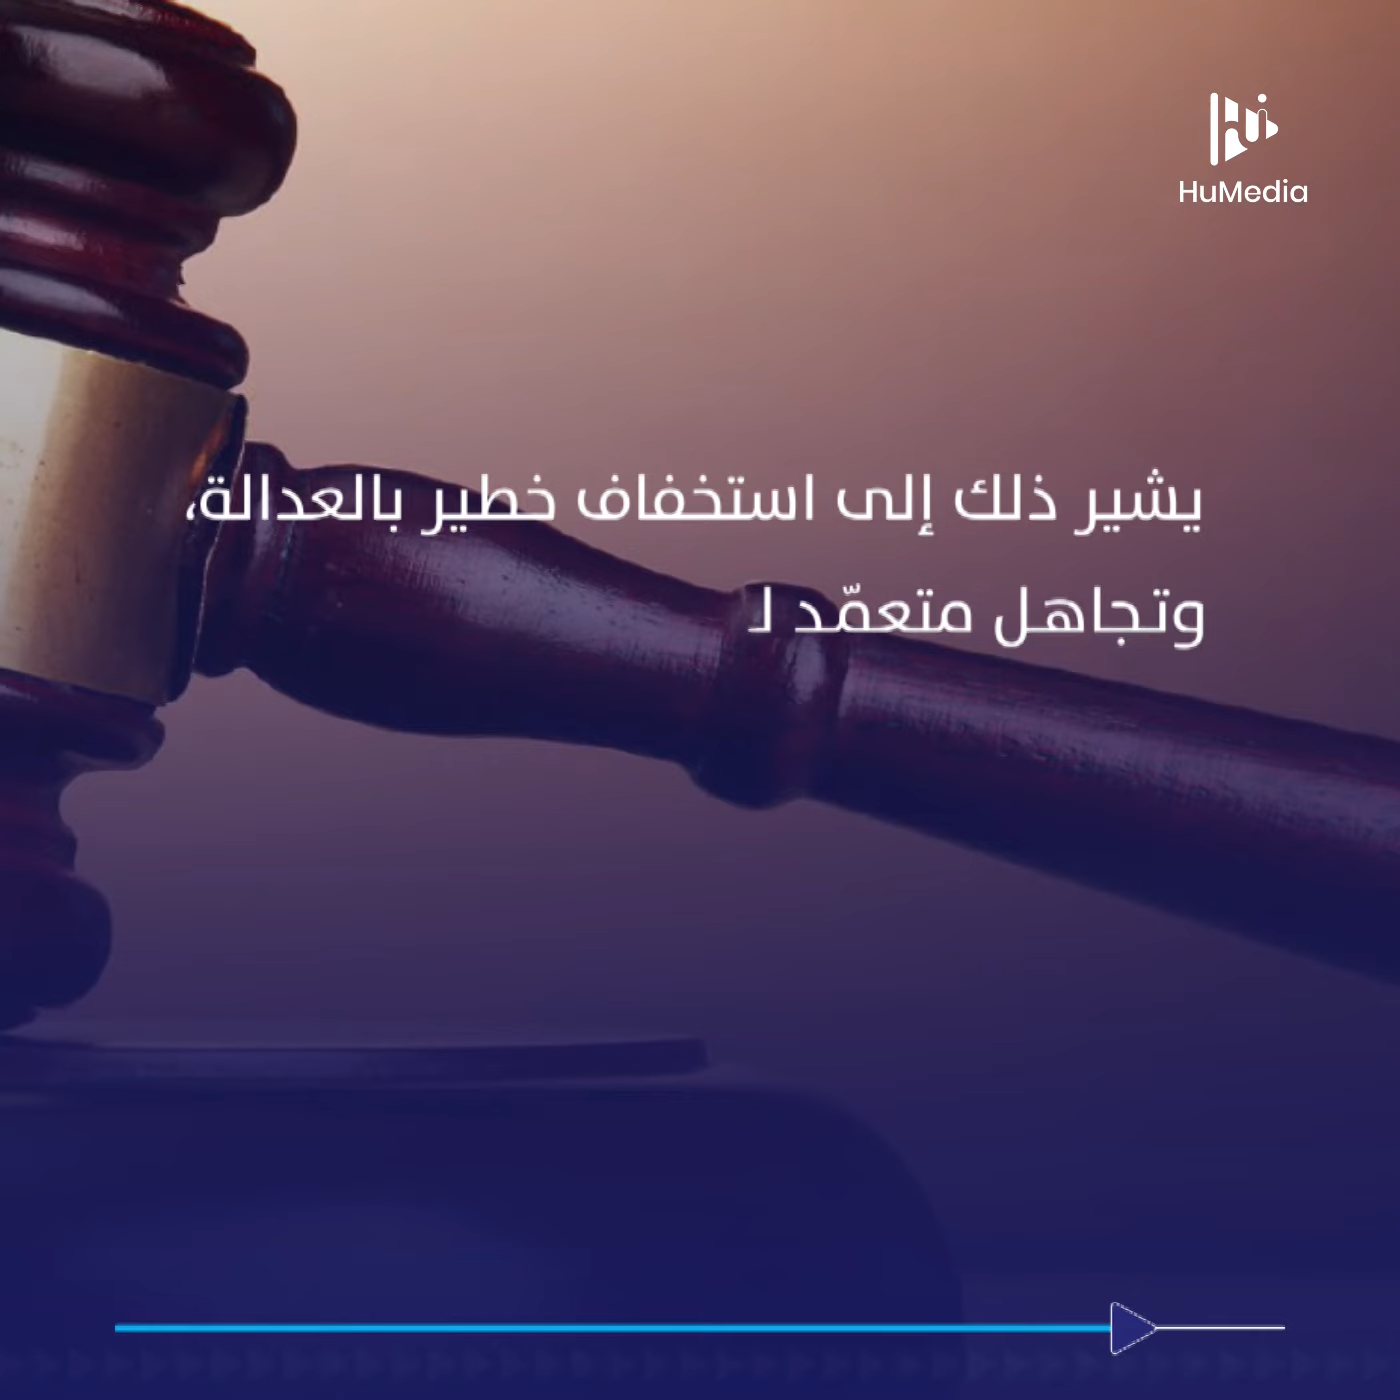 HuMedia
يشير ذلك إلى استخفاف خطير بالعدالة،
وتجاهل متعمّد لـ